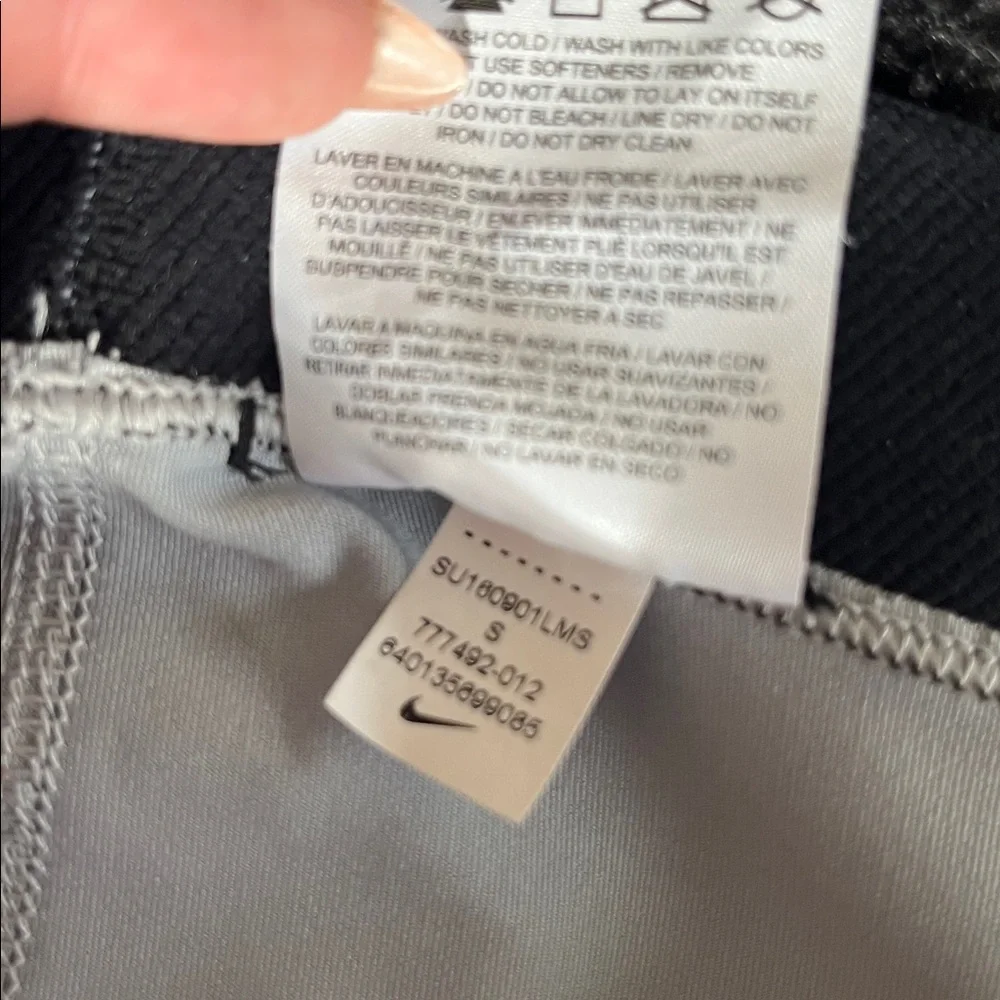 WASH COLD / WASH WITH LIKE COLORS
USE SOFTENERS / REMOVE
/ DO NOT ALLOW TO LAY ON ITSELF
/ DO NOT BLEACH / LINE DRY / DO NOT
IRON / DO NOT DRY CLEAN
LAVER EN MACHINE A L'EAU FROIDE / LAVER AVEC
COULEURS SIMILAIRES / NE PAS UTILISER
D'ADOUCISSEUR / ENLEVER IMMEDIATEMENT / NE
PAS LAISSER LE VÊTEMENT PLIÉ LORSQU'IL EST
MOUILLÉ / NE PAS UTILISER D'EAU DE JAVEL /
SUSPENDRE POUR SECHER / NE PAS REPASSER /
NE PAS NETTOYER A SEC
LAVAR A MAQUINA EN AGUA FRIA / LAVAR CON
COLORES SIMILARES / NO USAR SUAVIZANTES /
RETIRAR INMEDIATAMENTE DE LA LAVADORA / NO
DOBLAR PRENDA MOJADA / NO USAR
BLANQUEADORES / SECAR COLGADO / NO
/ NO LAVAR EN SECO
SU160901LMS
S
777492-012
640135899085